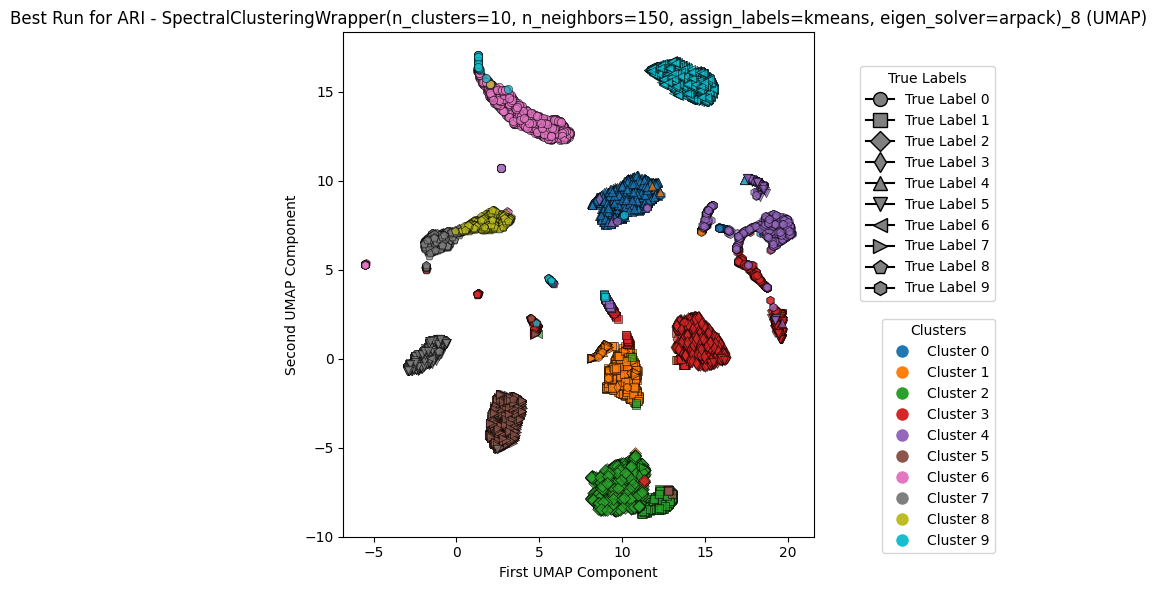 Best Run for ARI - SpectralClusteringWrapper(n_clusters=10, n_neighbors=150, assign_labels=kmeans, eigen_solver=arpack)_8 (UMAP)
Second UMAP Component
15
10
5
0
−5
−10
−5
0
5
10
15
20
First UMAP Component
True Labels
True Label 0
True Label 1
True Label 2
True Label 3
True Label 4
True Label 5
True Label 6
True Label 7
True Label 8
True Label 9
Clusters
Cluster 0
Cluster 1
Cluster 2
Cluster 3
Cluster 4
Cluster 5
Cluster 6
Cluster 7
Cluster 8
Cluster 9